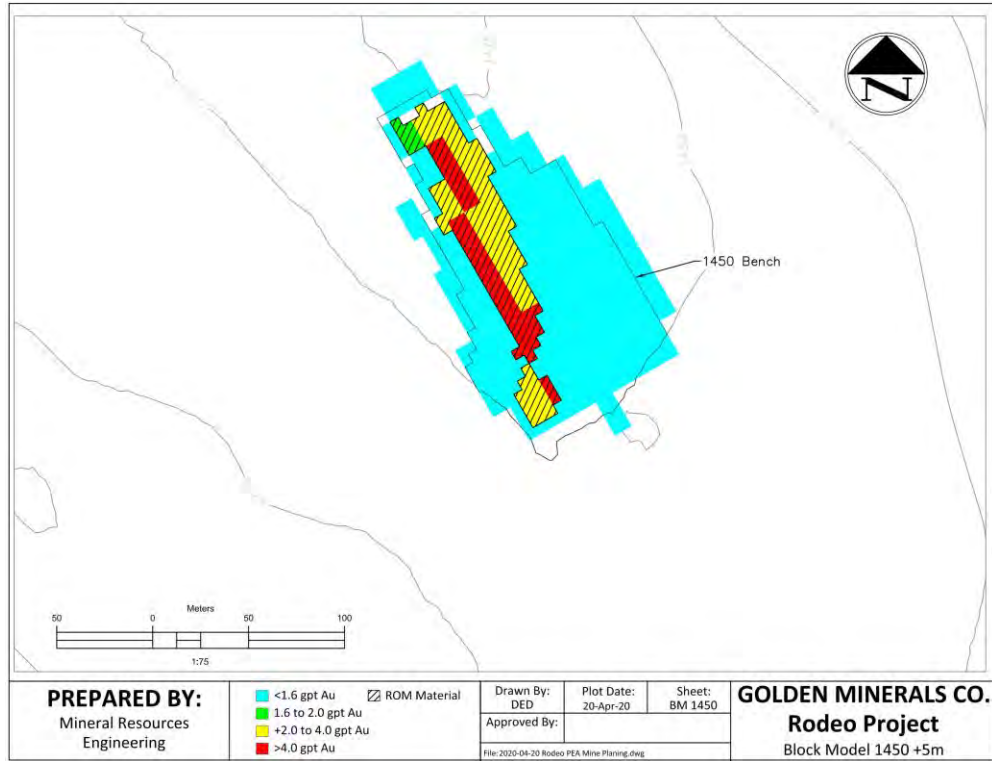 N
1450 Bench
Meters
50 0 50 100
1:75
PREPARED BY:
Mineral Resources
Engineering
<1.6 gpt Au
1.6 to 2.0 gpt Au
+2.0 to 4.0 gpt Au
>4.0 gpt Au
ROM Material
Drawn By:
DED
Plot Date:
20-Apr-20
Sheet:
BM 1450
Approved By:
File:2020-04-20 Rodeo PEA Mine Planing.dwg
GOLDEN MINERALS CO.
Rodeo Project
Block Model 1450 +5m